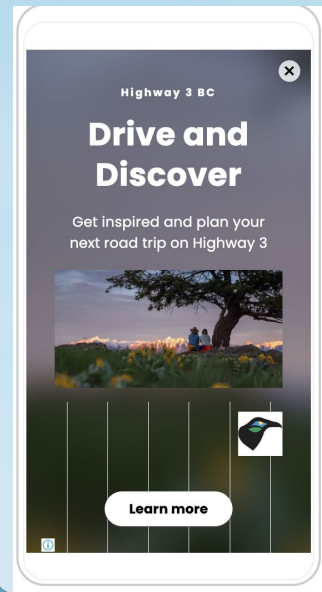 Highway 3 BC
Drive and
Discover
Get inspired and plan your
next road trip on Highway 3
Learn more